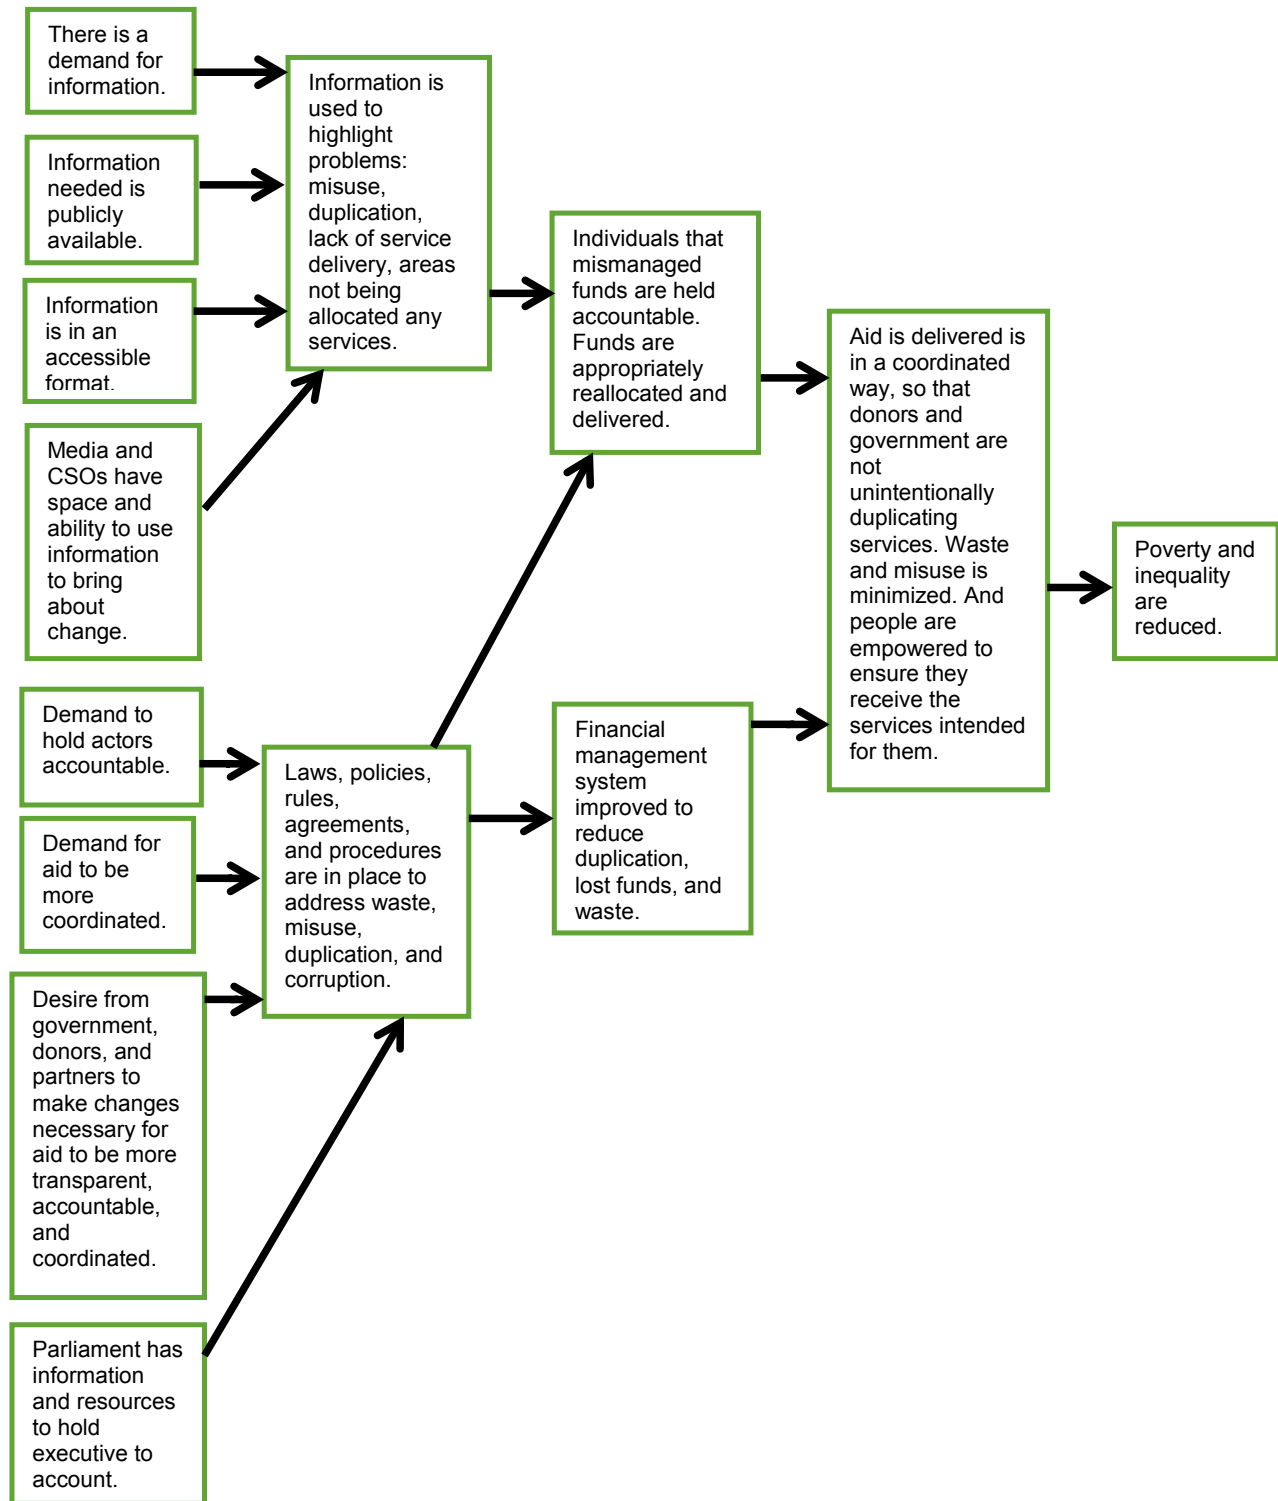 There is a
demand for
information.
Information
needed is
publicly
available.
Information
is in an
accessible
format.
Media and
CSOs have
space and
ability to use
information
to bring
about
change.
Demand to
hold actors
accountable.
Demand for
aid to be
more
coordinated.
Desire from
government,
donors, and
partners to
make changes
necessary for
aid to be more
transparent,
accountable,
and
coordinated.
Parliament has
information
and resources
to hold
executive to
account.
Information is
used to
highlight
problems:
misuse,
duplication,
lack of service
delivery, areas
not being
allocated any
services.
Laws, policies,
rules,
agreements,
and procedures
are in place to
address waste,
misuse,
duplication, and
corruption.
Individuals that
mismanaged
funds are held
accountable.
Funds are
appropriately
reallocated and
delivered.
Financial
management
system
improved to
reduce
duplication,
lost funds, and
waste.
Aid is delivered is
in a coordinated
way, so that
donors and
government are
not
unintentionally
duplicating
services. Waste
and misuse is
minimized. And
people are
empowered to
ensure they
receive the
services intended
for them.
Poverty and
inequality
are
reduced.